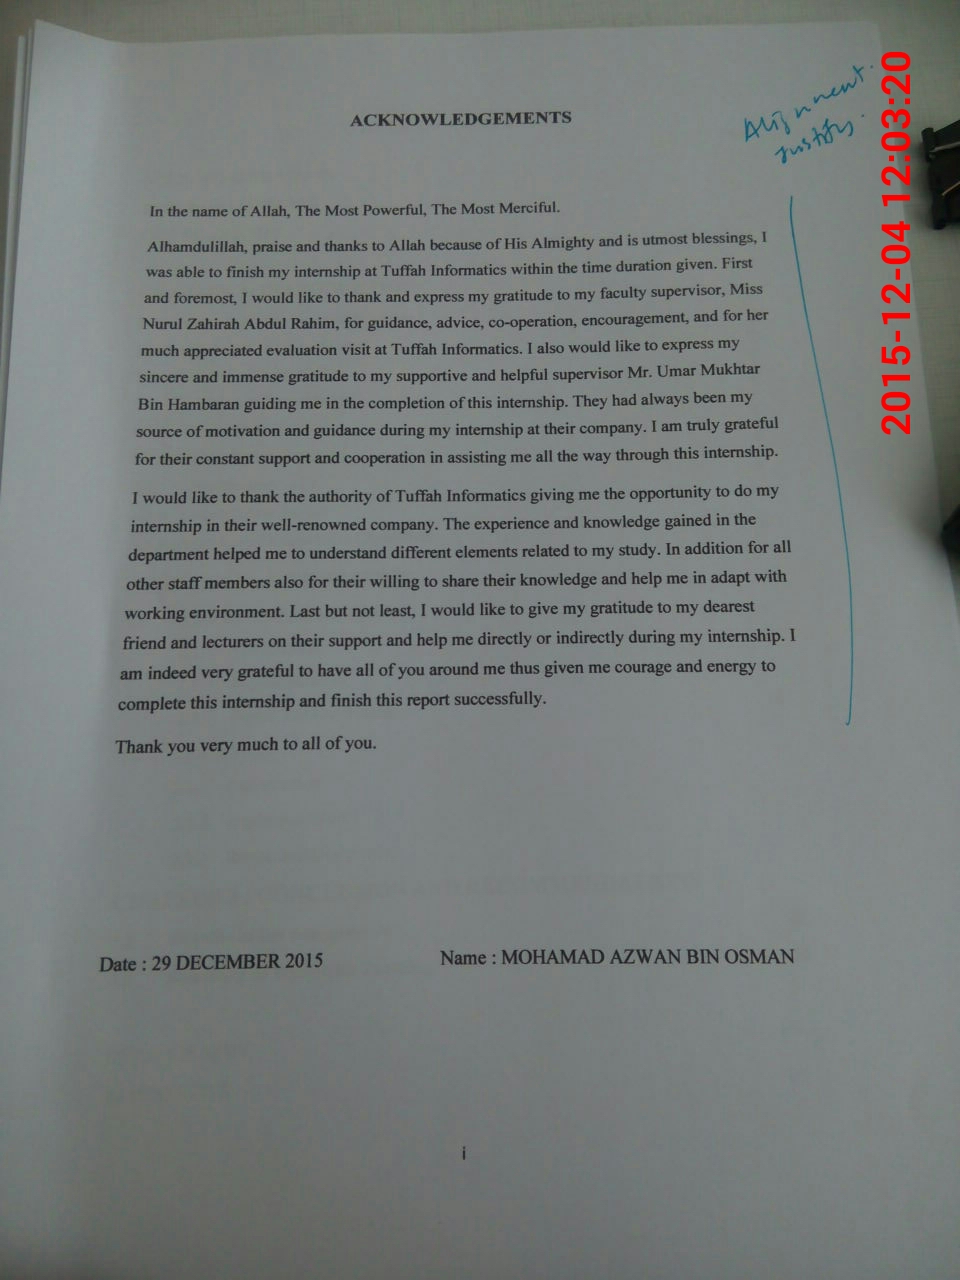 ACKNOWLEDGEMENTS
Alignment.
Justify.
2015-12-04 12:03:20
In the name of Allah, The Most Powerful, The Most Merciful.
Alhamdulillah, praise and thanks to Allah because of His Almighty and is utmost blessings, I
was able to finish my internship at Tuffah Informatics within the time duration given. First
and foremost, I would like to thank and express my gratitude to my faculty supervisor, Miss
Nurul Zahirah Abdul Rahim, for guidance, advice, co-operation, encouragement, and for her
much appreciated evaluation visit at Tuffah Informatics. I also would like to express my
sincere and immense gratitude to my supportive and helpful supervisor Mr. Umar Mukhtar
Bin Hambaran guiding me in the completion of this internship. They had always been my
source of motivation and guidance during my internship at their company. I am truly grateful
for their constant support and cooperation in assisting me all the way through this internship.
I would like to thank the authority of Tuffah Informatics giving me the opportunity to do my
internship in their well-renowned company. The experience and knowledge gained in the
department helped me to understand different elements related to my study. In addition for all
other staff members also for their willing to share their knowledge and help me in adapt with
working environment. Last but not least, I would like to give my gratitude to my dearest
friend and lecturers on their support and help me directly or indirectly during my internship. I
am indeed very grateful to have all of you around me thus given me courage and energy to
complete this internship and finish this report successfully.
Thank you very much to all of you.
Date : 29 DECEMBER 2015 Name : MOHAMAD AZWAN BIN OSMAN
i